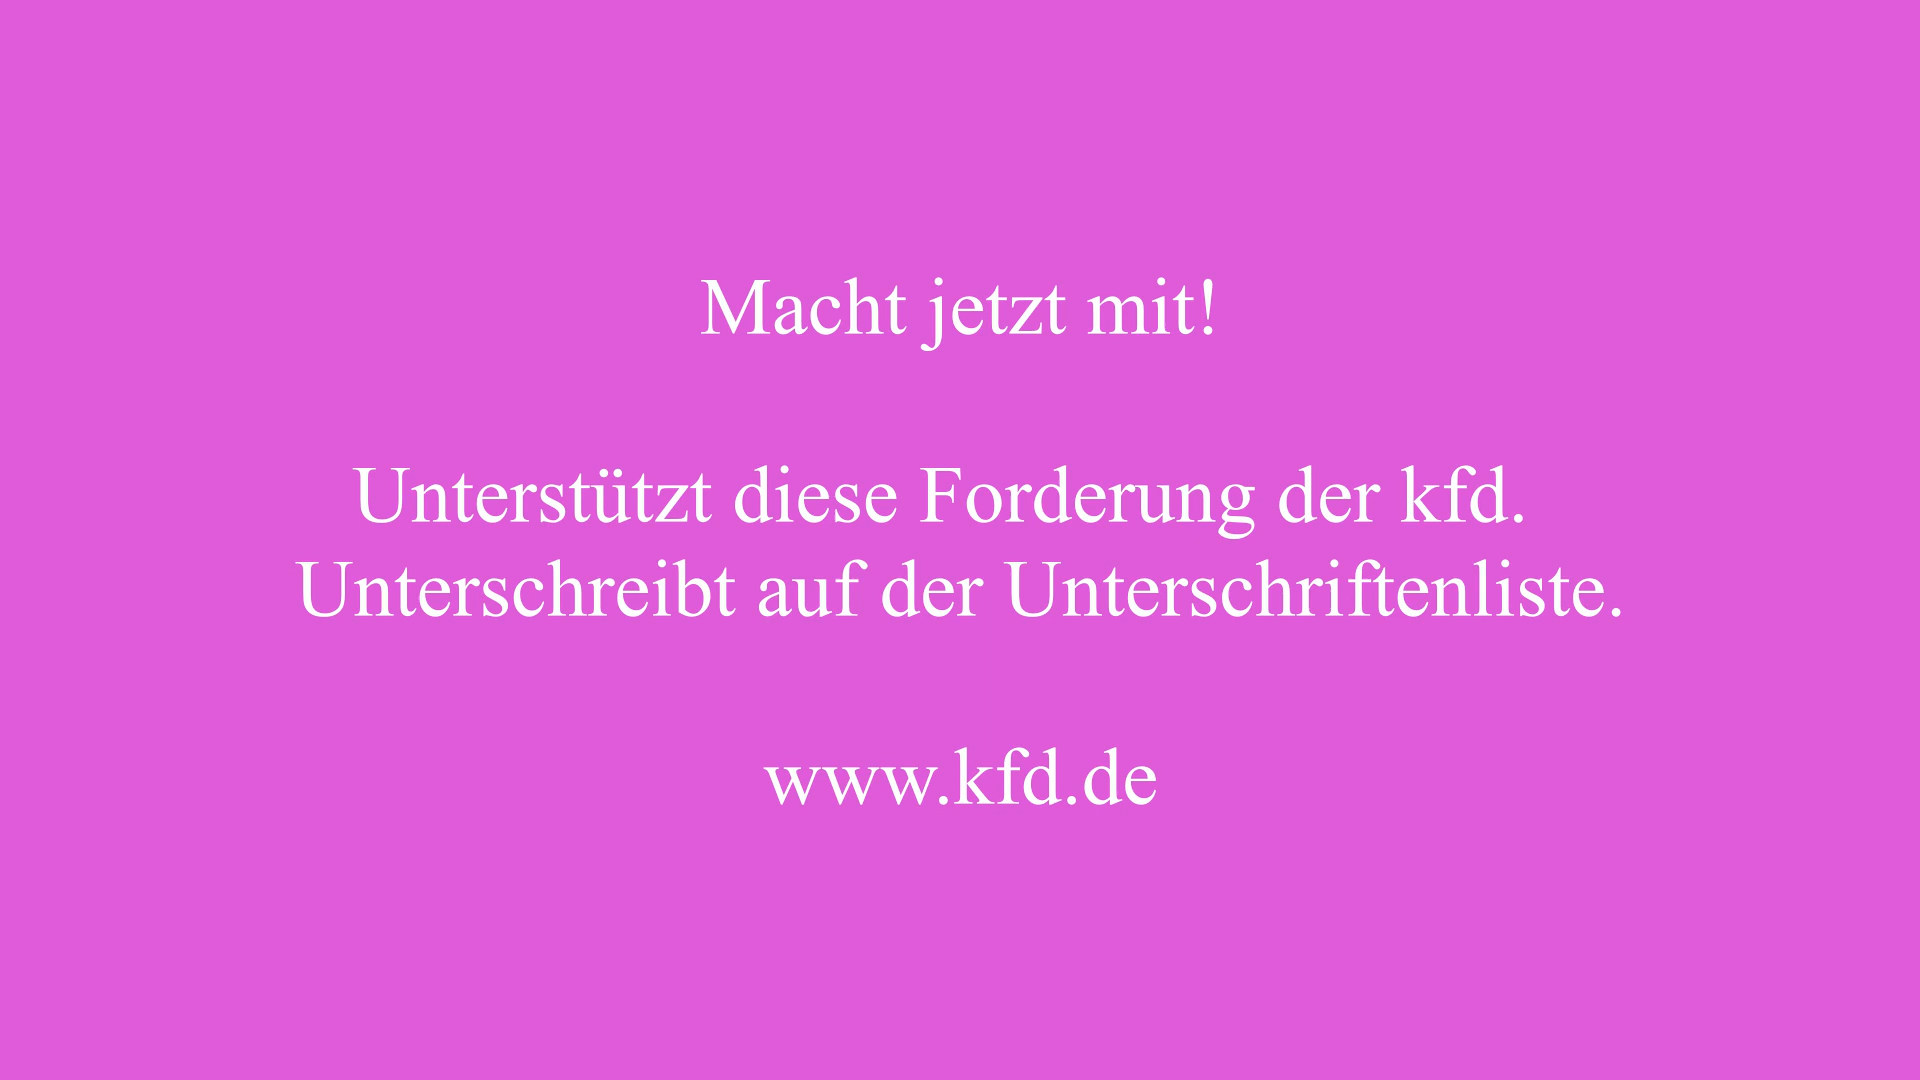 Macht jetzt mit!
Unterstützt diese Forderung der kfd.
Unterschreibt auf der Unterschriftenliste.
www.kfd.de